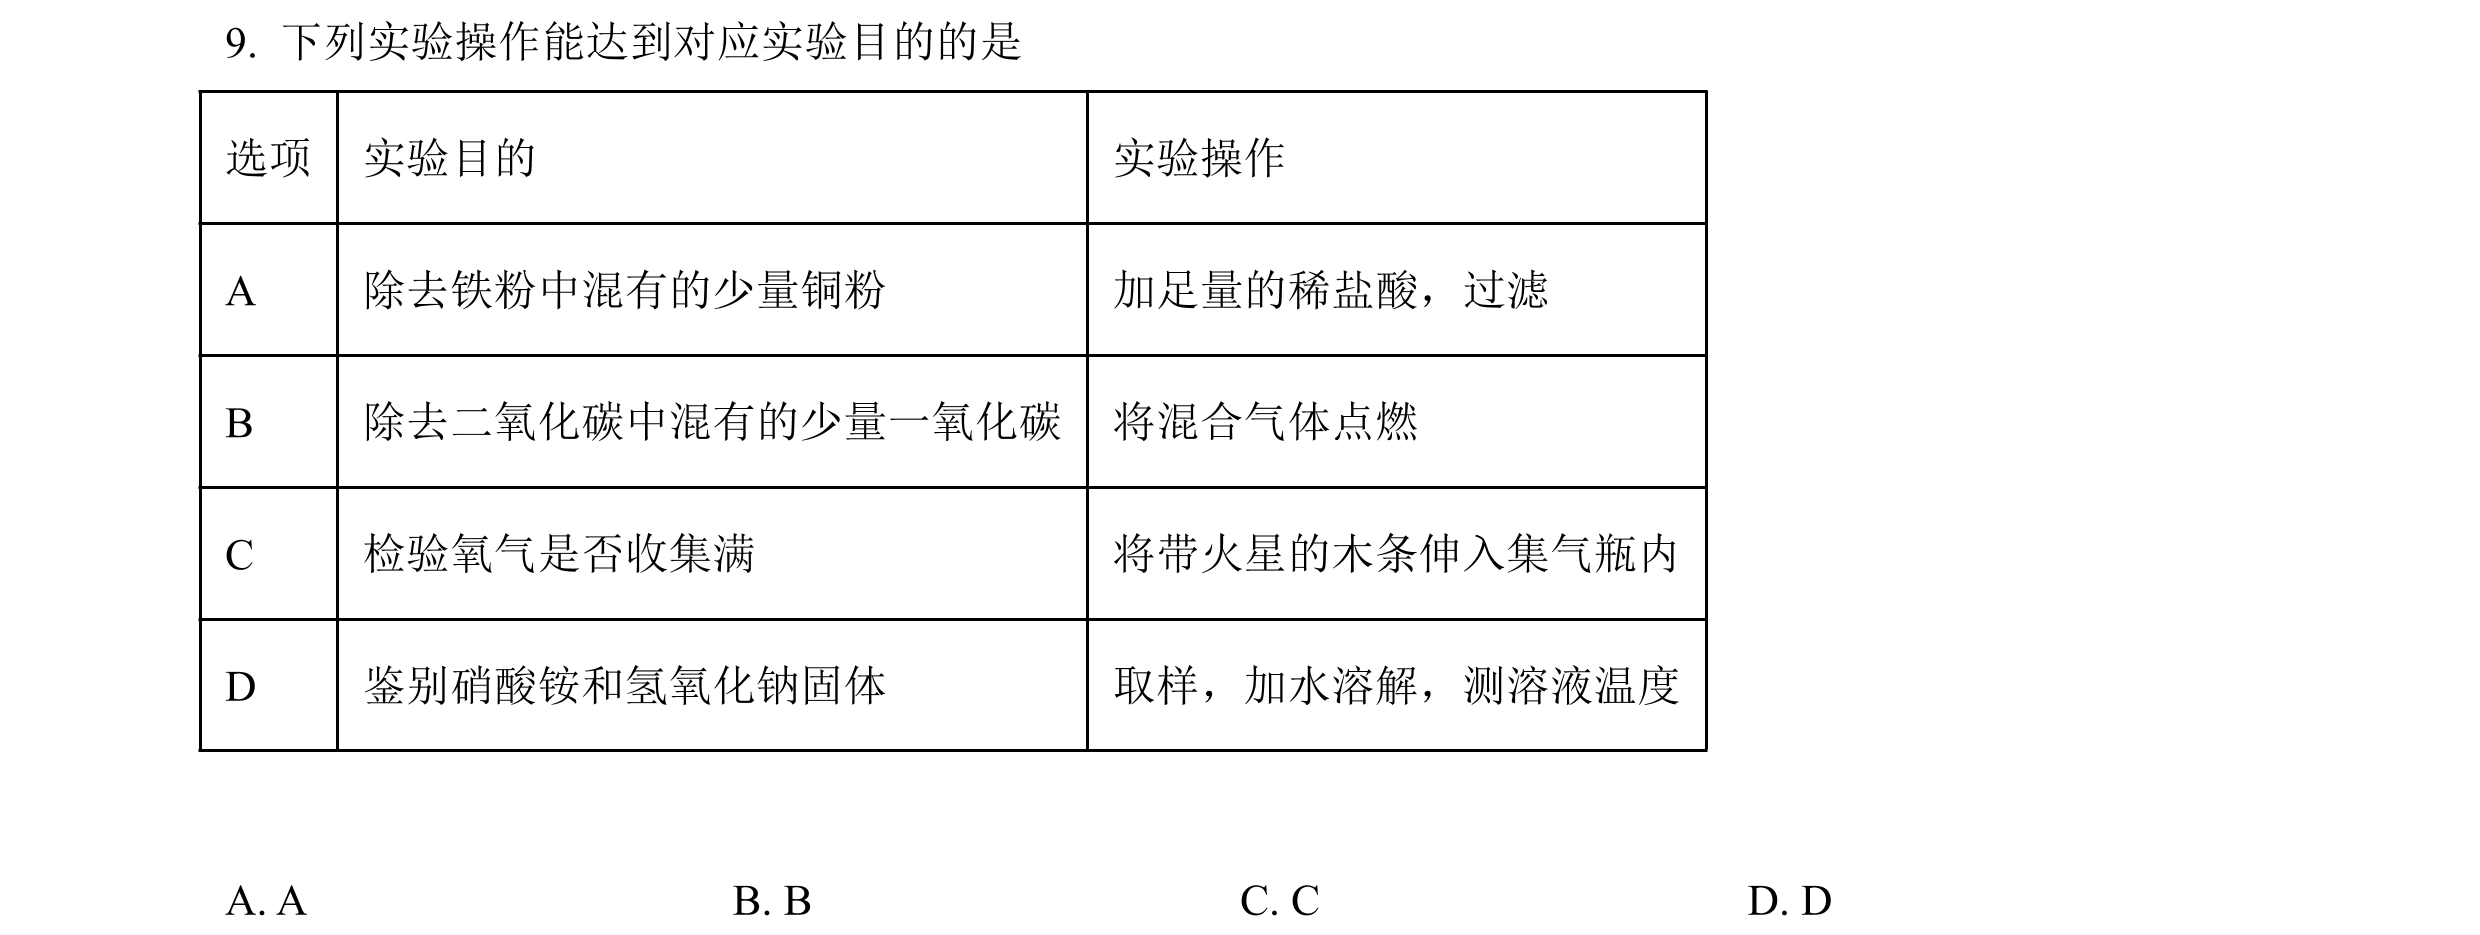 9. 下列实验操作能达到对应实验目的的是
选项 实验目的 实验操作
A 除去铁粉中混有的少量铜粉 加足量的稀盐酸，过滤
B 除去二氧化碳中混有的少量一氧化碳 将混合气体点燃
C 检验氧气是否收集满 将带火星的木条伸入集气瓶内
D 鉴别硝酸铵和氢氧化钠固体 取样，加水溶解，测溶液温度
A. A B. B C. C D. D